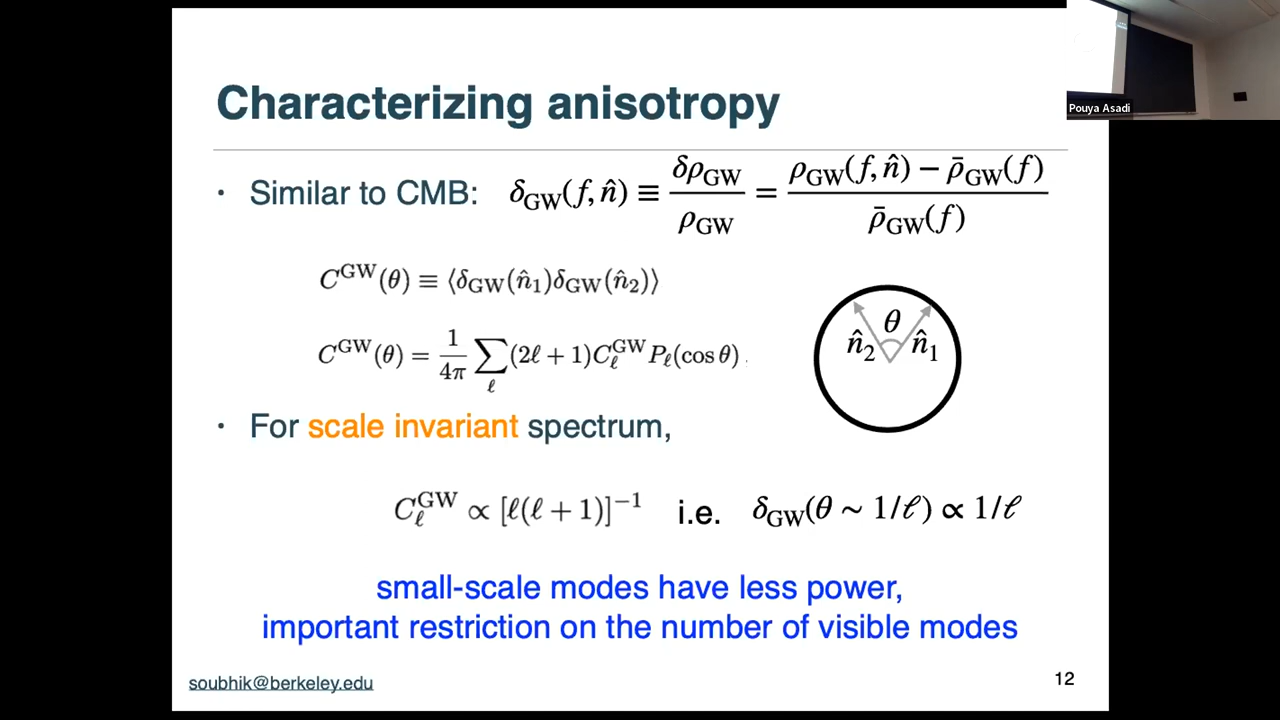 Characterizing anisotropy
Pouya Asadi
· Similar to CMB: δ_GW(f, n̂) ≡ δρ_GW / ρ_GW = (ρ_GW(f, n̂) − ρ̄_GW(f)) / ρ̄_GW(f)
C^GW(θ) ≡ ⟨δ_GW(n̂₁)δ_GW(n̂₂)⟩
C^GW(θ) = 1/4π ∑_ℓ (2ℓ + 1)C_ℓ^GW P_ℓ(cos θ)
θ
n̂₂ n̂₁
· For scale invariant spectrum,
C_ℓ^GW ∝ [ℓ(ℓ + 1)]⁻¹ i.e. δ_GW(θ ~ 1/ℓ) ∝ 1/ℓ
small-scale modes have less power,
important restriction on the number of visible modes
soubhik@berkeley.edu
12